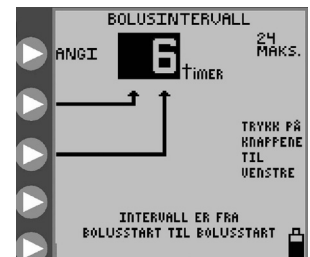 BOLUSINTERVALL
ANGI 6 timer
24
MAKS.
TRYKK PÅ
KNAPPENE
TIL
VENSTRE
INTERVALL ER FRA
BOLUSSTART TIL BOLUSSTART